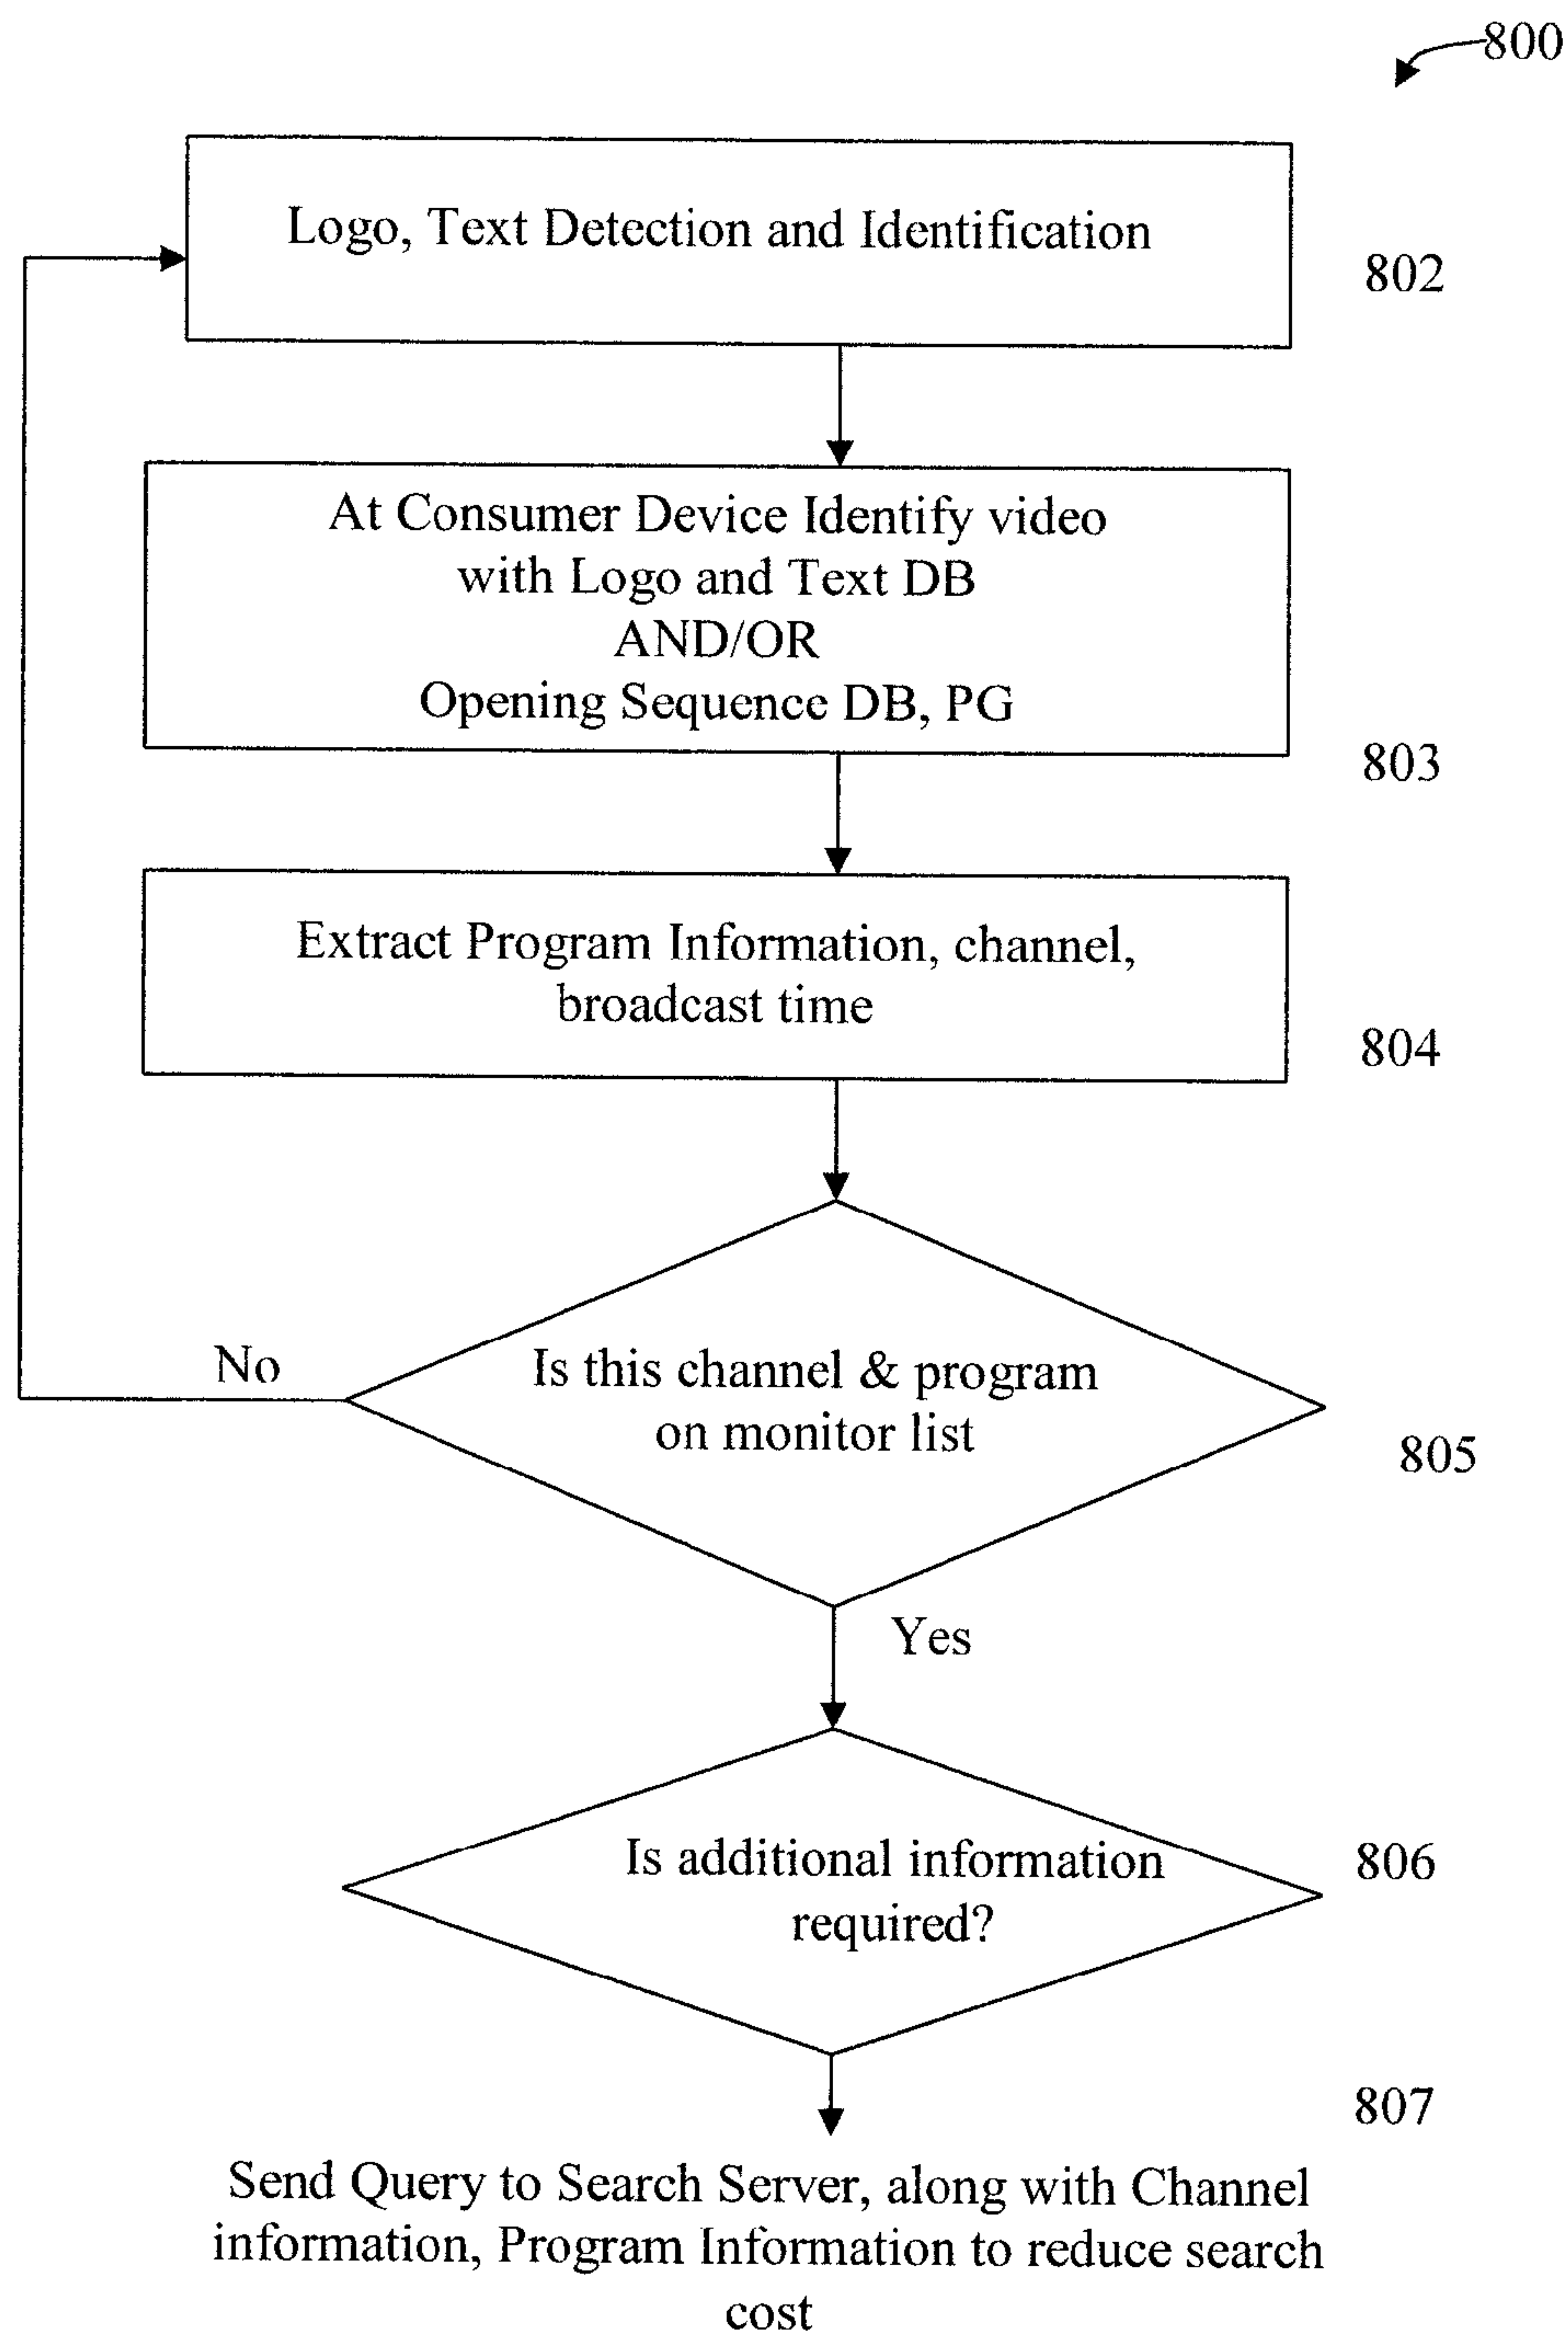 800
Logo, Text Detection and Identification
802
At Consumer Device Identify video
with Logo and Text DB
AND/OR
Opening Sequence DB, PG
803
Extract Program Information, channel,
broadcast time
804
No
Is this channel & program
on monitor list
805
Yes
Is additional information
required?
806
807
Send Query to Search Server, along with Channel
information, Program Information to reduce search
cost